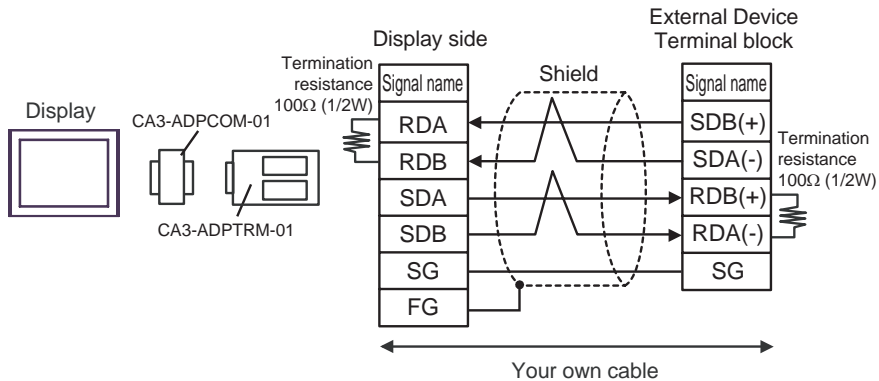 Display side
External Device
Terminal block
Termination
resistance
100Ω (1/2W)
Signal name
Shield
Signal name
Display
CA3-ADPCOM-01
CA3-ADPTRM-01
RDA
RDB
SDA
SDB
SG
FG
SDB(+)
SDA(-)
RDB(+)
RDA(-)
SG
Termination
resistance
100Ω (1/2W)
Your own cable